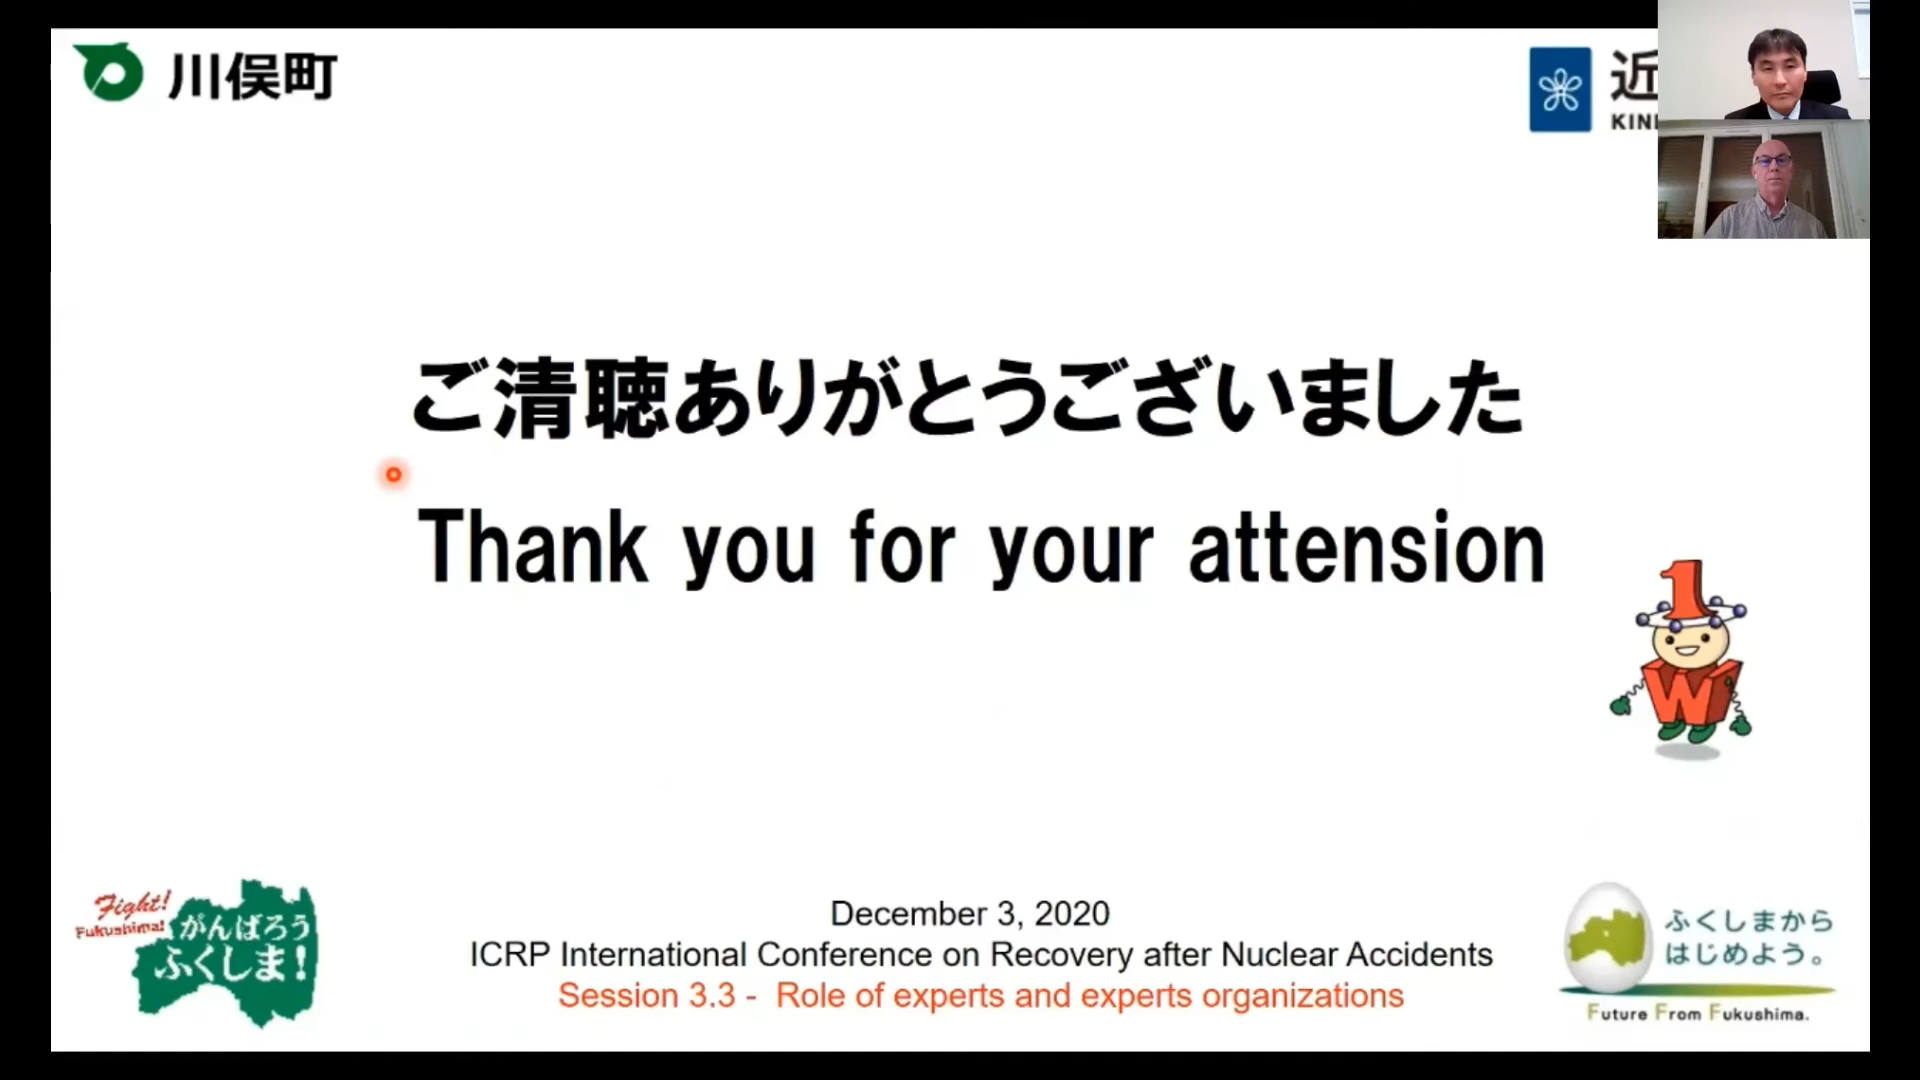 川俣町
近
KIN
ご清聴ありがとうございました
Thank you for your attension
1
W
Fight!
Fukushima!
がんばろう
ふくしま!
December 3, 2020
ICRP International Conference on Recovery after Nuclear Accidents
Session 3.3 - Role of experts and experts organizations
ふくしまから
はじめよう。
Future From Fukushima.